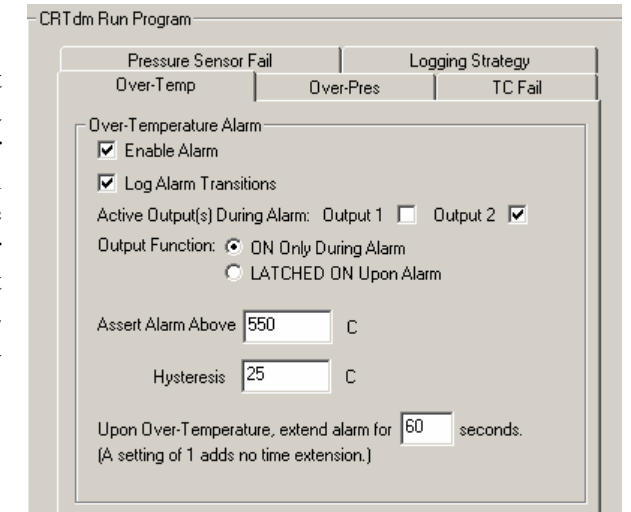 CRTdm Run Program
Pressure Sensor Fail Logging Strategy
Over-Temp Over-Pres TC Fail
Over-Temperature Alarm
Enable Alarm
Log Alarm Transitions
Active Output(s) During Alarm: Output 1 Output 2
Output Function: ON Only During Alarm
LATCHED ON Upon Alarm
Assert Alarm Above 550 C
Hysteresis 25 C
Upon Over-Temperature, extend alarm for 60 seconds.
(A setting of 1 adds no time extension.)